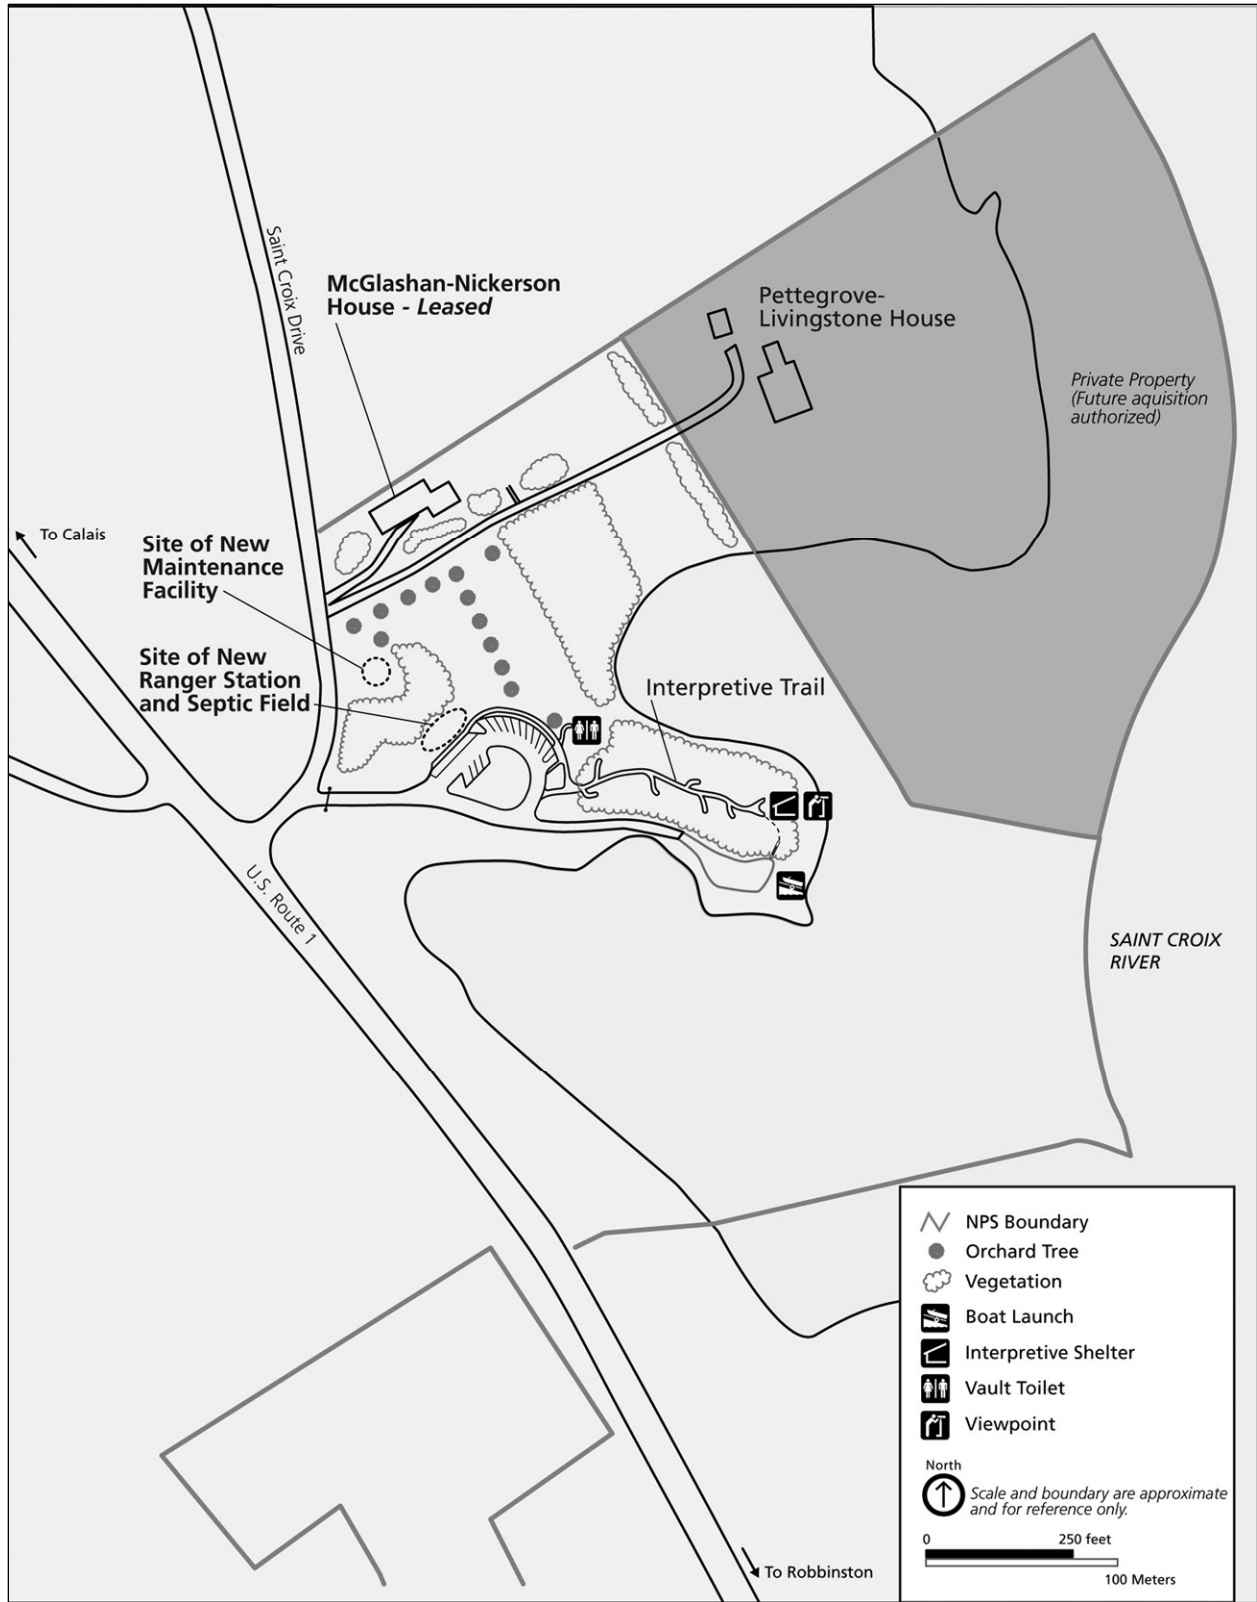 Saint Croix Drive
McGlashan-Nickerson
House - Leased
Pettegrove-
Livingstone House
Private Property
(Future aquisition
authorized)
To Calais
Site of New
Maintenance
Facility
Site of New
Ranger Station
and Septic Field
Interpretive Trail
U.S. Route 1
SAINT CROIX
RIVER
NPS Boundary
Orchard Tree
Vegetation
Boat Launch
Interpretive Shelter
Vault Toilet
Viewpoint
North
Scale and boundary are approximate
and for reference only.
0 250 feet
100 Meters
To Robbinston